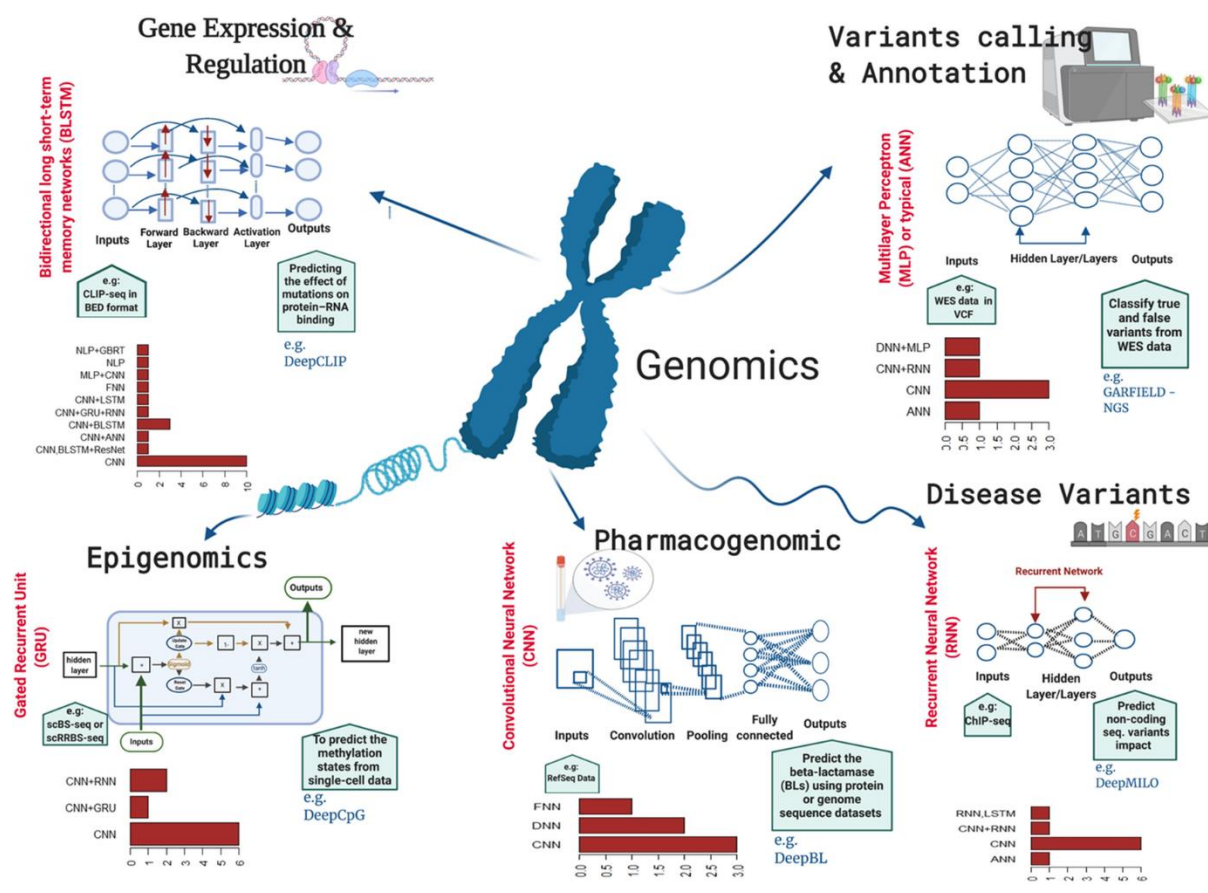 Gene Expression &
Regulation
Bidirectional long short-term
memory networks (BLSTM)
Inputs
Forward
Layer
Backward
Layer
Activation
Layer
Outputs
e.g:
CLIP-seq in
BED format
Predicting
the effect of
mutations on
protein–RNA
binding
e.g.
DeepCLIP
NLP+GBRT
NLP
MLP+CNN
FNN
CNN+LSTM
CNN+GRU+RNN
CNN+BLSTM
CNN+ANN
CNN,BLSTM+ResNet
CNN
0 2 4 6 8 10
Variants calling
& Annotation
Multilayer Perceptron
(MLP) or typical (ANN)
Inputs
Hidden Layer/Layers
Outputs
e.g:
WES data in
VCF
Classify true
and false
variants from
WES data
e.g.
GARFIELD -
NGS
DNN+MLP
CNN+RNN
CNN
ANN
0.0 0.5 1.0 1.5 2.0 2.5 3.0
Genomics
Epigenomics
Gated Recurrent Unit
(GRU)
Outputs
hidden
layer
new
hidden
layer
X
Update
Gate
1-
X
+
+
sigmoid
tanh
Reset
Gate
X
+
Inputs
e.g:
scBS-seq or
scRRBS-seq
To predict the
methylation
states from
single-cell data
e.g.
DeepCpG
CNN+RNN
CNN+GRU
CNN
0 1 2 3 4 5 6
Pharmacogenomic
Convolutional Neural Network
(CNN)
Inputs
Convolution
Pooling
Fully
connected
Outputs
e.g:
RefSeq Data
Predict the
beta-lactamase
(BLs) using protein
or genome
sequence datasets
e.g.
DeepBL
FNN
DNN
CNN
0.0 0.5 1.0 1.5 2.0 2.5 3.0
Disease Variants
A T G C G A C T
Recurrent Neural Network
(RNN)
Recurrent Network
Inputs
Hidden
Layer/Layers
Outputs
e.g:
ChIP-seq
Predict
non-coding
seq. variants
impact
e.g.
DeepMILO
RNN,LSTM
CNN+RNN
CNN
ANN
0 1 2 3 4 5 6